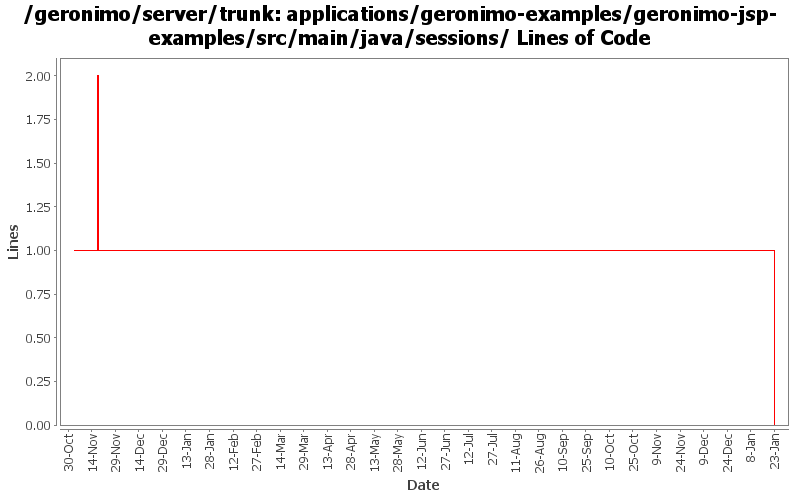 /geronimo/server/trunk: applications/geronimo-examples/geronimo-jsp-
examples/src/main/java/sessions/ Lines of Code
2.00
1.75
1.50
1.25
1.00
0.75
0.50
0.25
0.00
Lines
30-Oct
14-Nov
29-Nov
14-Dec
29-Dec
13-Jan
28-Jan
12-Feb
27-Feb
14-Mar
29-Mar
13-Apr
28-Apr
13-May
28-May
12-Jun
27-Jun
12-Jul
27-Jul
11-Aug
26-Aug
10-Sep
25-Sep
10-Oct
25-Oct
9-Nov
24-Nov
9-Dec
24-Dec
8-Jan
23-Jan
Date